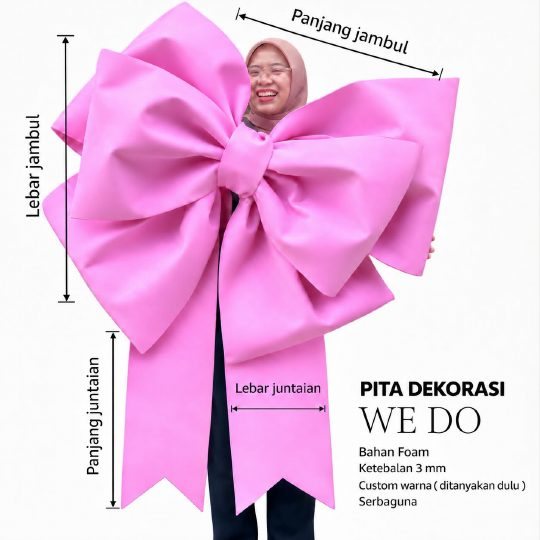 Panjang jambul
Lebar jambul
Panjang juntaian
Lebar juntaian
PITA DEKORASI
WE DO
Bahan Foam
Ketebalan 3 mm
Custom warna ( ditanyakan dulu )
Serbaguna